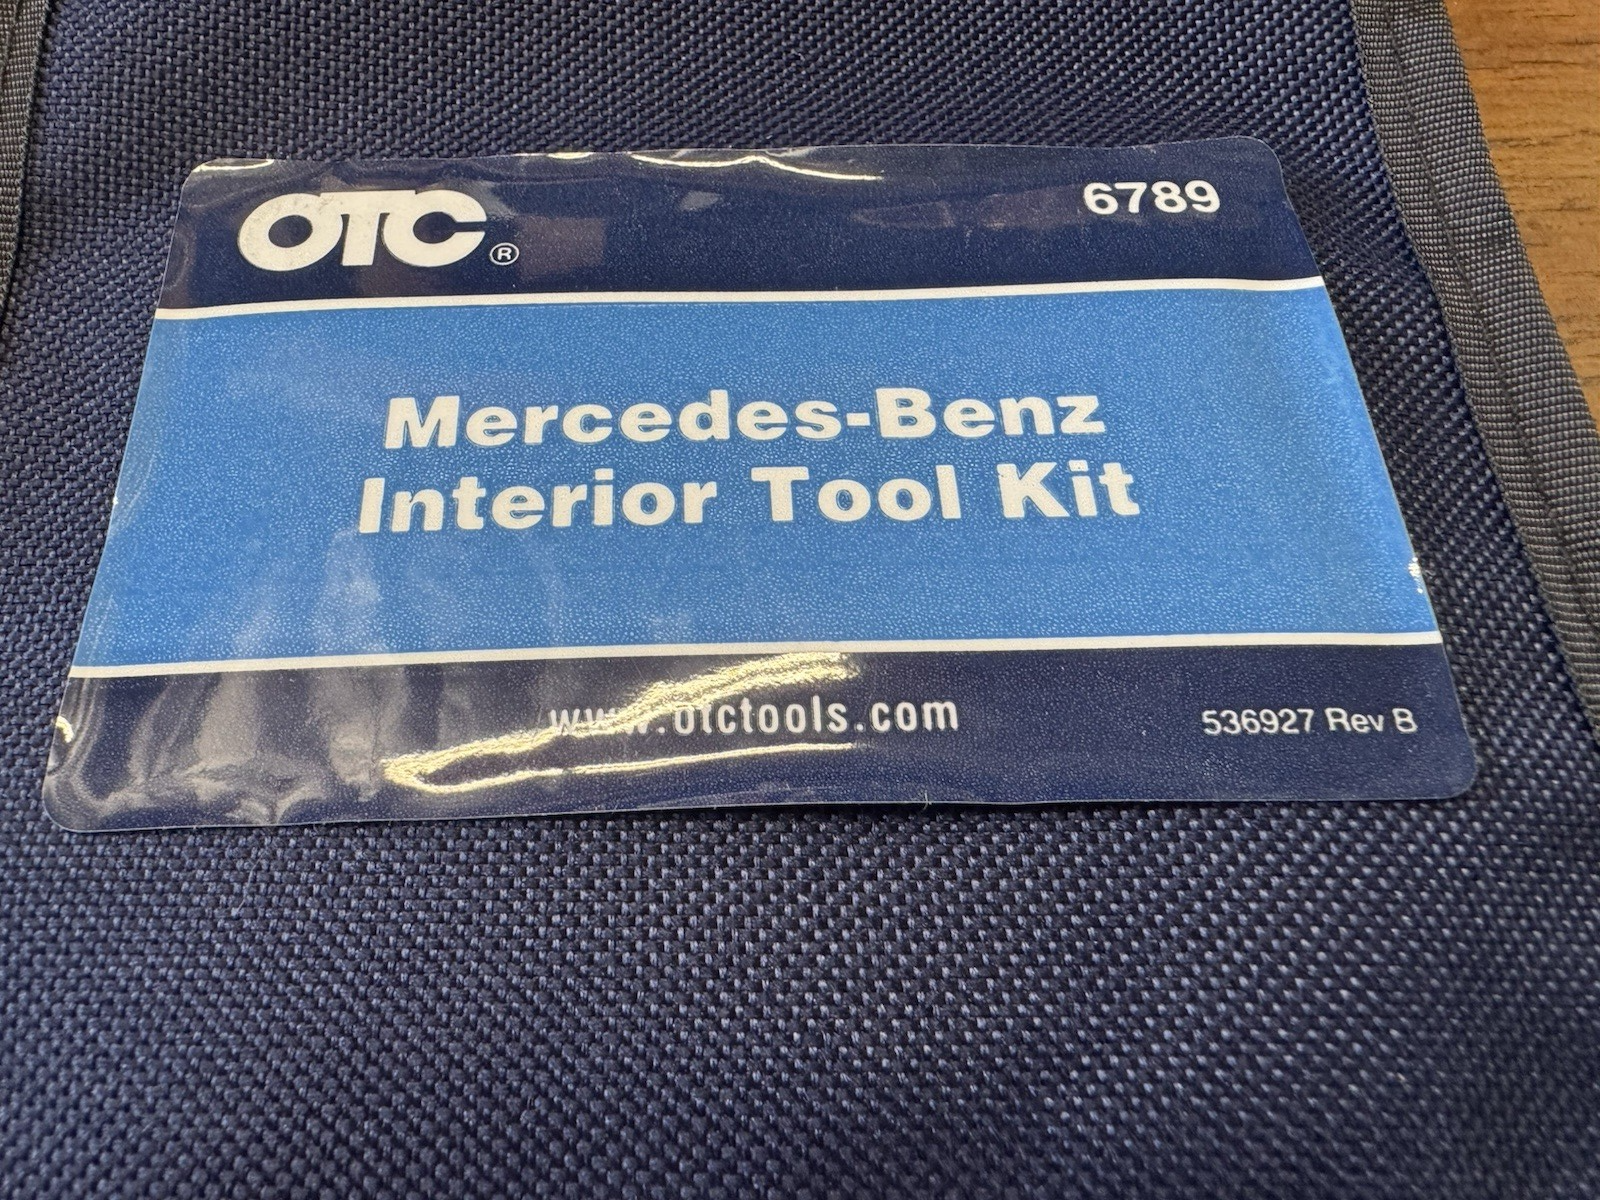 OTC®
6789
Mercedes-Benz
Interior Tool Kit
www.otctools.com
536927 Rev B